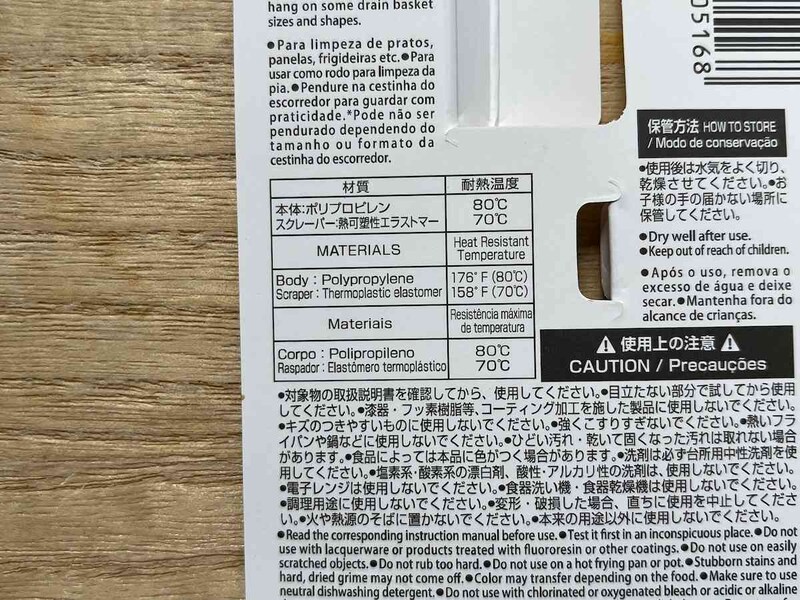 hang on some drain basket
sizes and shapes.
●Para limpeza de pratos,
panelas, frigideiras etc.●Para
usar como rodo para limpeza da
pia.●Pendure na cestinha do
escorredor para guardar com
praticidade.*Pode não ser
pendurado dependendo do
tamanho ou formato da
cestinha do escorredor.
05168
材質 耐熱温度
本体:ポリプロピレン 80℃
スクレーパー:熱可塑性エラストマー 70℃
MATERIALS Heat Resistant
Temperature
Body : Polypropylene 176°F (80℃)
Scraper : Thermoplastic elastomer 158°F (70℃)
Materiais Resistência máxima
de temperatura
Corpo : Polipropileno 80℃
Raspador : Elastômero termoplástico 70℃
保管方法 HOW TO STORE
/ Modo de conservação
●使用後は水気をよく切り、
乾燥させてください。●お
子様の手の届かない場所に
保管してください。
●Dry well after use.
●Keep out of reach of children.
●Após o uso, remova o
excesso de água e deixe
secar.●Mantenha fora do
alcance de crianças.
⚠ 使用上の注意 ⚠
CAUTION / Precauções
●対象物の取扱説明書を確認してから、使用してください。●目立たない部分で試してから使用
してください。●漆器・フッ素樹脂等、コーティング加工を施した製品に使用しないでください。
●キズのつきやすいものに使用しないでください。●強くこすりすぎないでください。●熱いフラ
イパンや鍋などに使用しないでください。●ひどい汚れ・乾いて固くなった汚れは取れない場合
があります。●食品によっては本品に色がつく場合があります。●洗剤は必ず台所用中性洗剤を使
用してください。●塩素系・酸素系の漂白剤、酸性・アルカリ性の洗剤は、使用しないでください。
●電子レンジは使用しないでください。●食器洗い機・食器乾燥機は使用しないでください。
●調理用途に使用しないでください。●変形・破損した場合、直ちに使用を中止してくださ
い。●火や熱源のそばに置かないでください。●本来の用途以外に使用しないでください。
●Read the corresponding instruction manual before use.●Test it first in an inconspicuous place.●Do not
use with lacquerware or products treated with fluororesin or other coatings.●Do not use on easily
scratched objects.●Do not rub too hard.●Do not use on a hot frying pan or pot.●Stubborn stains and
hard, dried grime may not come off.●Color may transfer depending on the food.●Make sure to use
neutral dishwashing detergent.●Do not use with chlorinated or oxygenated bleach or acidic or alkaline